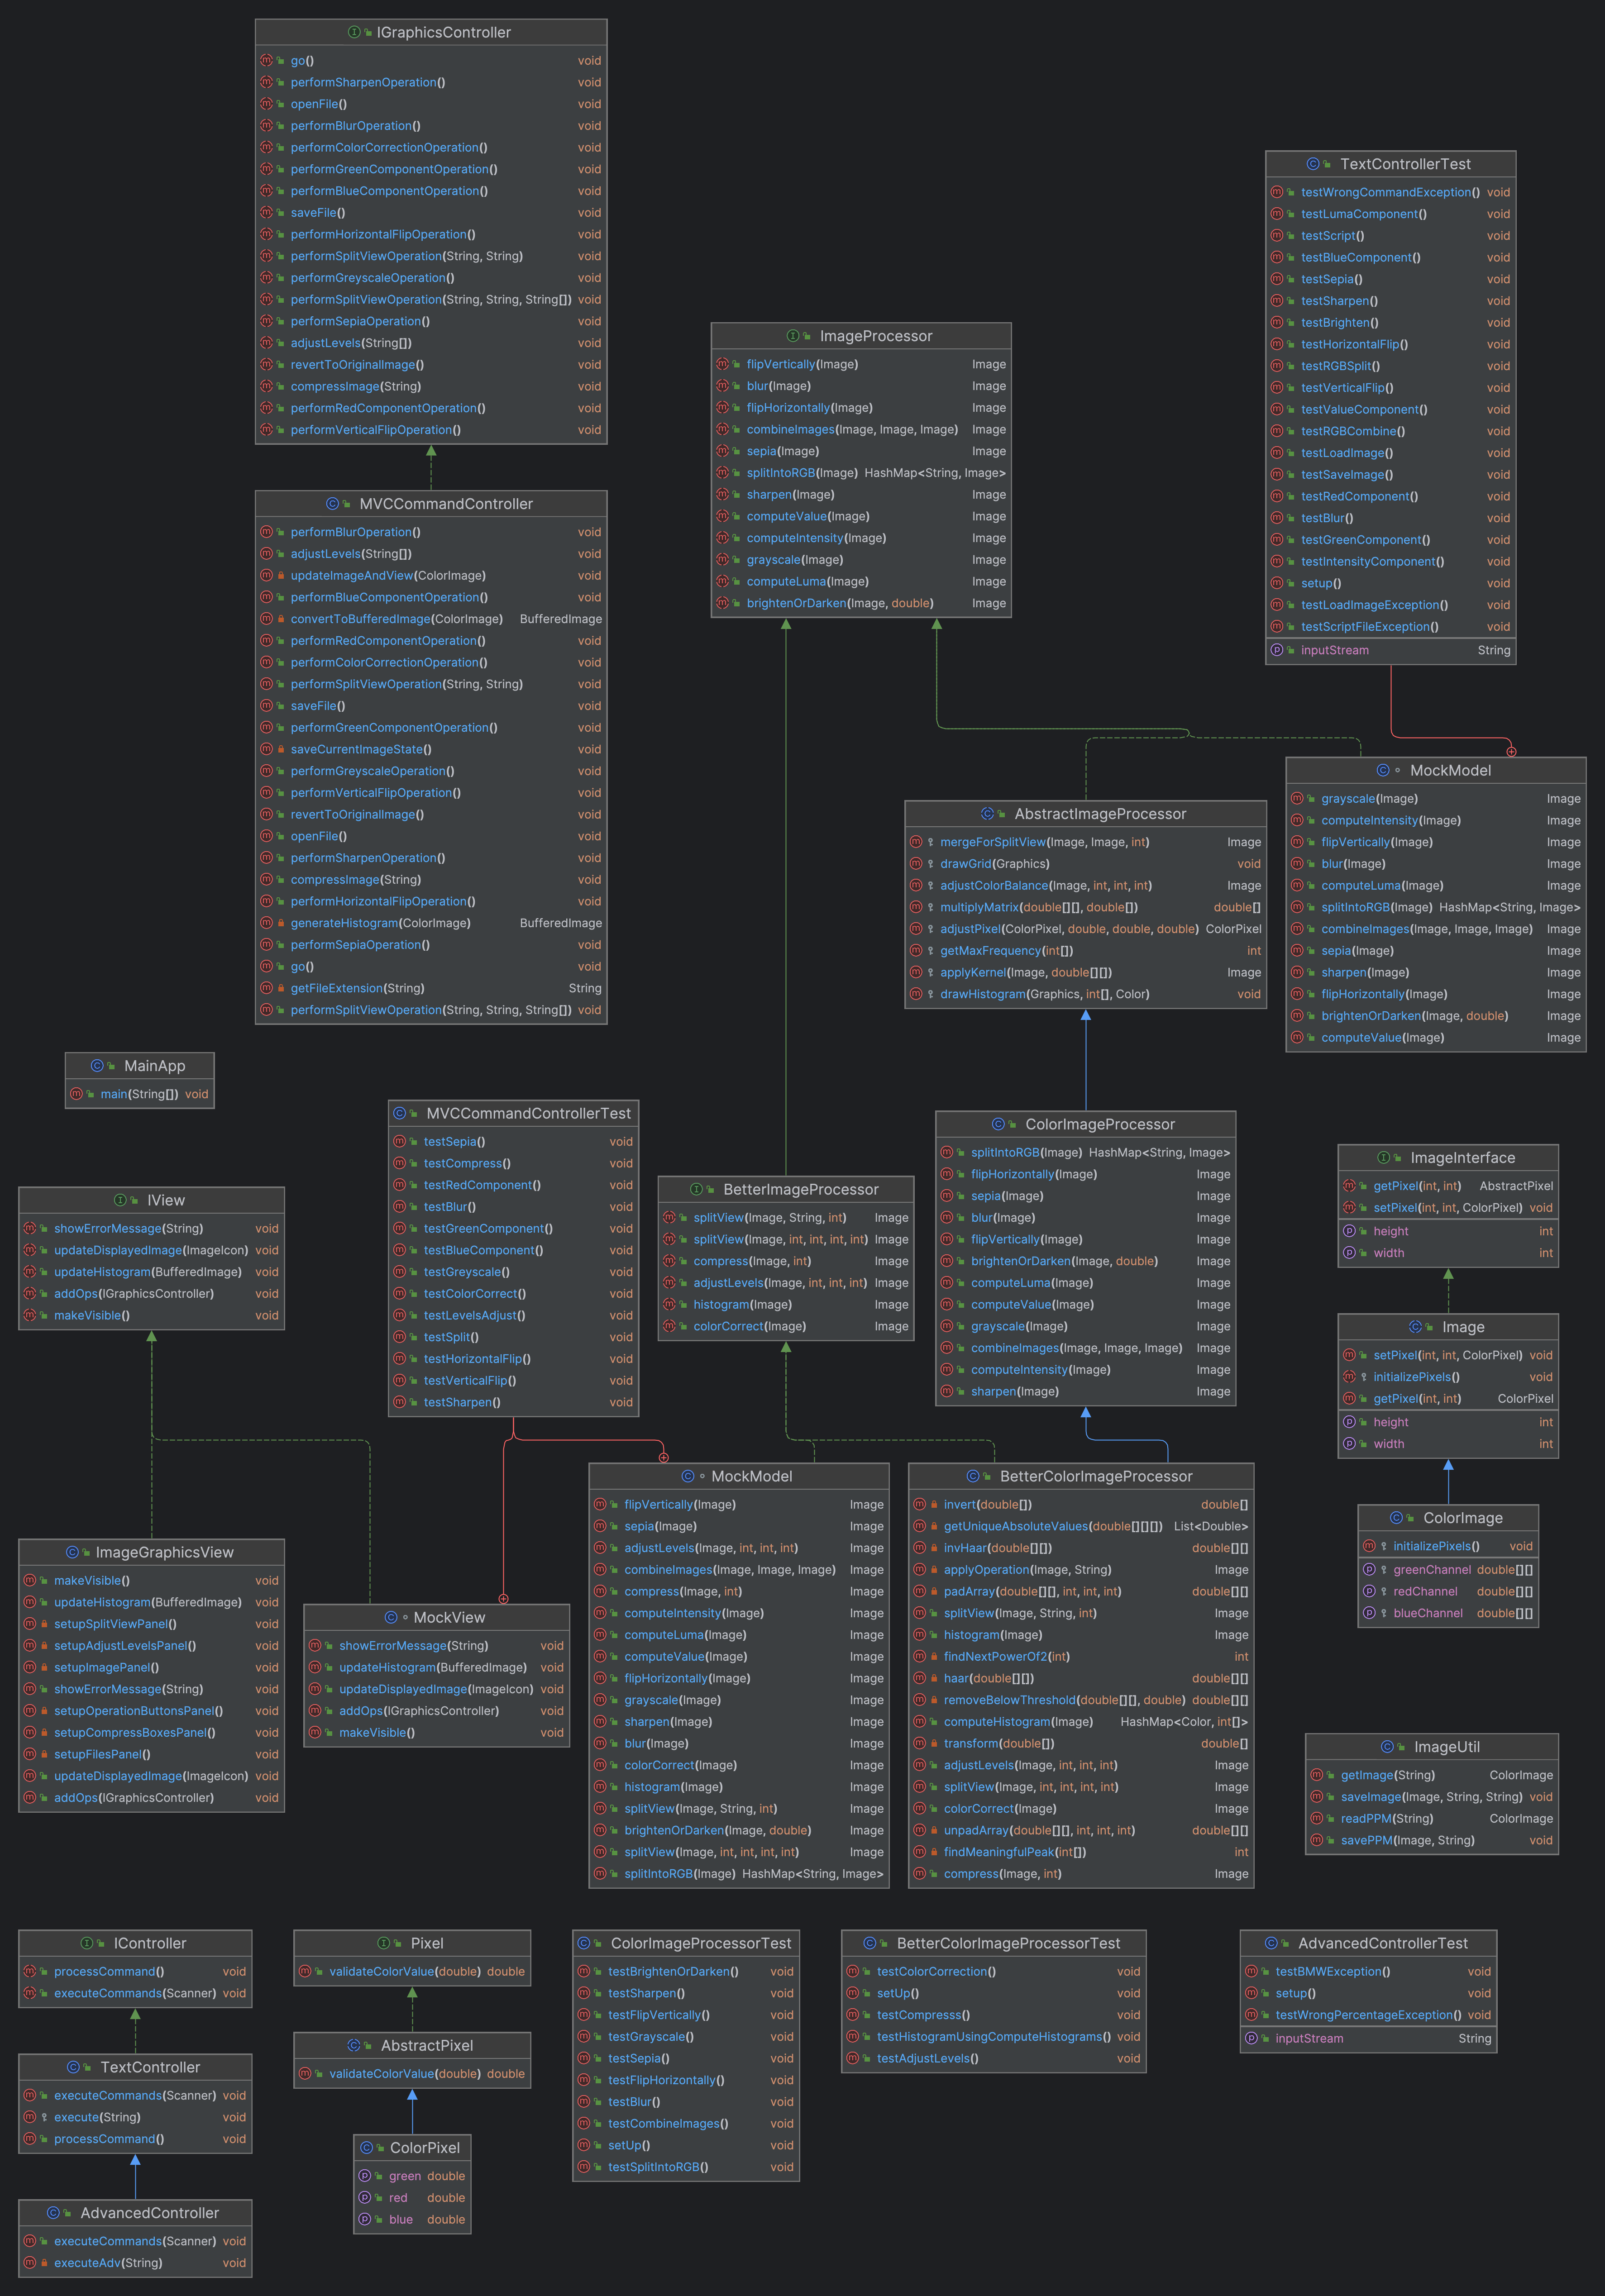 IGraphicsController
go() void
performSharpenOperation() void
openFile() void
performBlurOperation() void
performColorCorrectionOperation() void
performGreenComponentOperation() void
performBlueComponentOperation() void
saveFile() void
performHorizontalFlipOperation() void
performSplitViewOperation(String, String) void
performGreyscaleOperation() void
performSplitViewOperation(String, String, String[]) void
performSepiaOperation() void
adjustLevels(String[]) void
revertToOriginalImage() void
compressImage(String) void
performRedComponentOperation() void
performVerticalFlipOperation() void
TextControllerTest
testWrongCommandException() void
testLumaComponent() void
testScript() void
testBlueComponent() void
testSepia() void
testSharpen() void
testBrighten() void
testHorizontalFlip() void
testRGBSplit() void
testVerticalFlip() void
testValueComponent() void
testRGBCombine() void
testLoadImage() void
testSaveImage() void
testRedComponent() void
testBlur() void
testGreenComponent() void
testIntensityComponent() void
setup() void
testLoadImageException() void
testScriptFileException() void
inputStream String
ImageProcessor
flipVertically(Image) Image
blur(Image) Image
flipHorizontally(Image) Image
combineImages(Image, Image, Image) Image
sepia(Image) Image
splitIntoRGB(Image) HashMap<String, Image>
sharpen(Image) Image
computeValue(Image) Image
computeIntensity(Image) Image
grayscale(Image) Image
computeLuma(Image) Image
brightenOrDarken(Image, double) Image
MVCCommandController
performBlurOperation() void
adjustLevels(String[]) void
updateImageAndView(ColorImage) void
performBlueComponentOperation() void
convertToBufferedImage(ColorImage) BufferedImage
performRedComponentOperation() void
performColorCorrectionOperation() void
performSplitViewOperation(String, String) void
saveFile() void
performGreenComponentOperation() void
saveCurrentImageState() void
performGreyscaleOperation() void
performVerticalFlipOperation() void
revertToOriginalImage() void
openFile() void
performSharpenOperation() void
compressImage(String) void
performHorizontalFlipOperation() void
generateHistogram(ColorImage) BufferedImage
performSepiaOperation() void
go() void
getFileExtension(String) String
performSplitViewOperation(String, String, String[]) void
MockModel
grayscale(Image) Image
computeIntensity(Image) Image
flipVertically(Image) Image
blur(Image) Image
computeLuma(Image) Image
splitIntoRGB(Image) HashMap<String, Image>
combineImages(Image, Image, Image) Image
sepia(Image) Image
sharpen(Image) Image
flipHorizontally(Image) Image
brightenOrDarken(Image, double) Image
computeValue(Image) Image
AbstractImageProcessor
mergeForSplitView(Image, Image, int) Image
drawGrid(Graphics) void
adjustColorBalance(Image, int, int, int) Image
multiplyMatrix(double[][], double[]) double[]
adjustPixel(ColorPixel, double, double, double) ColorPixel
getMaxFrequency(int[]) int
applyKernel(Image, double[][]) Image
drawHistogram(Graphics, int[], Color) void
MainApp
main(String[]) void
MVCCommandControllerTest
testSepia() void
testCompress() void
testRedComponent() void
testBlur() void
testGreenComponent() void
testBlueComponent() void
testGreyscale() void
testColorCorrect() void
testLevelsAdjust() void
testSplit() void
testHorizontalFlip() void
testVerticalFlip() void
testSharpen() void
ColorImageProcessor
splitIntoRGB(Image) HashMap<String, Image>
flipHorizontally(Image) Image
sepia(Image) Image
blur(Image) Image
flipVertically(Image) Image
brightenOrDarken(Image, double) Image
computeLuma(Image) Image
computeValue(Image) Image
grayscale(Image) Image
combineImages(Image, Image, Image) Image
computeIntensity(Image) Image
sharpen(Image) Image
ImageInterface
getPixel(int, int) AbstractPixel
setPixel(int, int, ColorPixel) void
height int
width int
BetterImageProcessor
splitView(Image, String, int) Image
splitView(Image, int, int, int, int) Image
compress(Image, int) Image
adjustLevels(Image, int, int, int) Image
histogram(Image) Image
colorCorrect(Image) Image
IView
showErrorMessage(String) void
updateDisplayedImage(ImageIcon) void
updateHistogram(BufferedImage) void
addOps(IGraphicsController) void
makeVisible() void
Image
setPixel(int, int, ColorPixel) void
initializePixels() void
getPixel(int, int) ColorPixel
height int
width int
MockModel
flipVertically(Image) Image
sepia(Image) Image
adjustLevels(Image, int, int, int) Image
combineImages(Image, Image, Image) Image
compress(Image, int) Image
computeIntensity(Image) Image
computeLuma(Image) Image
computeValue(Image) Image
flipHorizontally(Image) Image
grayscale(Image) Image
sharpen(Image) Image
blur(Image) Image
colorCorrect(Image) Image
histogram(Image) Image
splitView(Image, String, int) Image
brightenOrDarken(Image, double) Image
splitView(Image, int, int, int, int) Image
splitIntoRGB(Image) HashMap<String, Image>
BetterColorImageProcessor
invert(double[]) double[]
getUniqueAbsoluteValues(double[][][]) List<Double>
invHaar(double[][]) double[][]
applyOperation(Image, String) Image
padArray(double[][], int, int, int) double[][]
splitView(Image, String, int) Image
histogram(Image) Image
findNextPowerOf2(int) int
haar(double[][]) double[][]
removeBelowThreshold(double[][], double) double[][]
computeHistogram(Image) HashMap<Color, int[]>
transform(double[]) double[]
adjustLevels(Image, int, int, int) Image
splitView(Image, int, int, int, int) Image
colorCorrect(Image) Image
unpadArray(double[][], int, int, int) double[][]
findMeaningfulPeak(int[]) int
compress(Image, int) Image
ColorImage
initializePixels() void
greenChannel double[][]
redChannel double[][]
blueChannel double[][]
ImageGraphicsView
makeVisible() void
updateHistogram(BufferedImage) void
setupSplitViewPanel() void
setupAdjustLevelsPanel() void
setupImagePanel() void
showErrorMessage(String) void
setupOperationButtonsPanel() void
setupCompressBoxesPanel() void
setupFilesPanel() void
updateDisplayedImage(ImageIcon) void
addOps(IGraphicsController) void
MockView
showErrorMessage(String) void
updateHistogram(BufferedImage) void
updateDisplayedImage(ImageIcon) void
addOps(IGraphicsController) void
makeVisible() void
ImageUtil
getImage(String) ColorImage
saveImage(Image, String, String) void
readPPM(String) ColorImage
savePPM(Image, String) void
IController
processCommand() void
executeCommands(Scanner) void
Pixel
validateColorValue(double) double
ColorImageProcessorTest
testBrightenOrDarken() void
testSharpen() void
testFlipVertically() void
testGrayscale() void
testSepia() void
testFlipHorizontally() void
testBlur() void
testCombineImages() void
setUp() void
testSplitIntoRGB() void
BetterColorImageProcessorTest
testColorCorrection() void
setUp() void
testCompresss() void
testHistogramUsingComputeHistograms() void
testAdjustLevels() void
AdvancedControllerTest
testBMWException() void
setup() void
testWrongPercentageException() void
inputStream String
AbstractPixel
validateColorValue(double) double
TextController
executeCommands(Scanner) void
execute(String) void
processCommand() void
ColorPixel
green double
red double
blue double
AdvancedController
executeCommands(Scanner) void
executeAdv(String) void